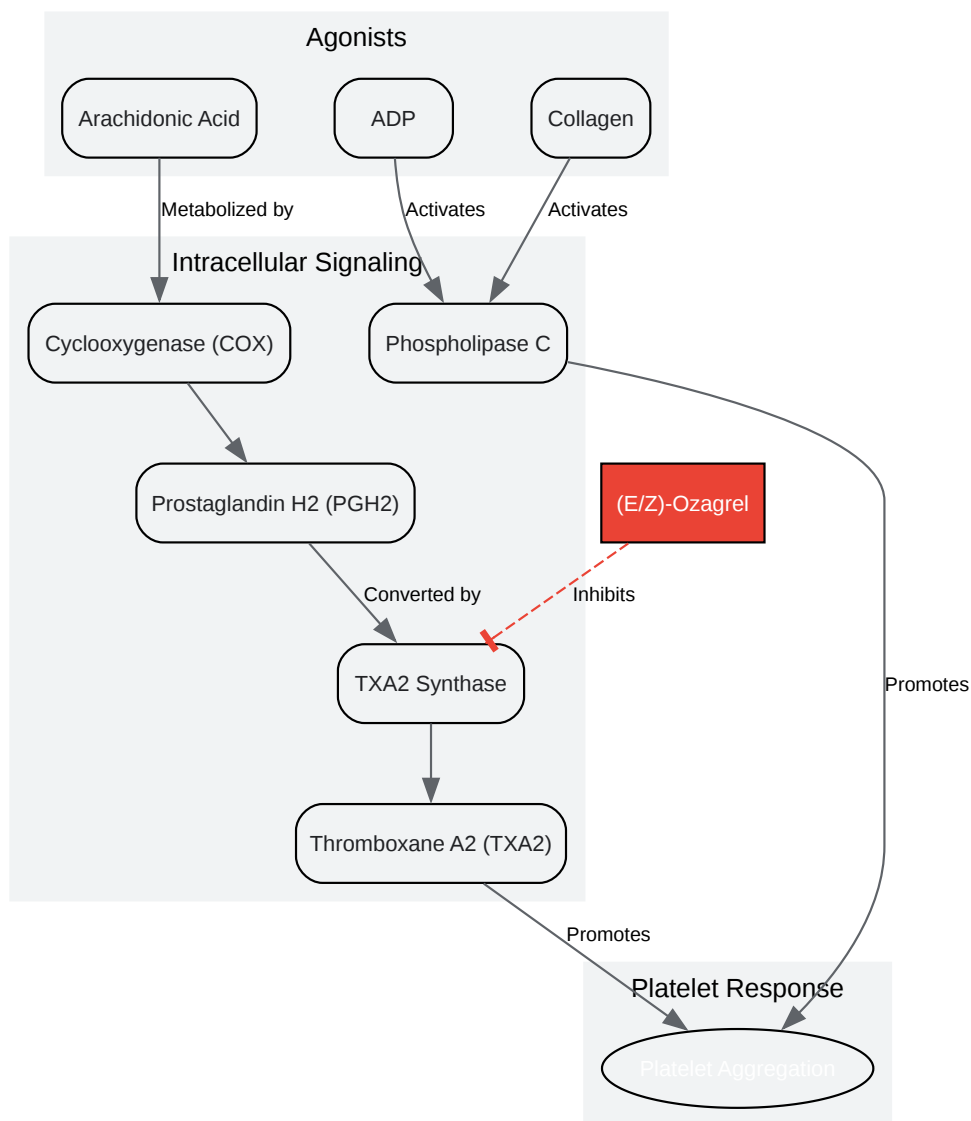 Agonists
Arachidonic Acid
ADP
Collagen
Metabolized by
Activates
Activates
Intracellular Signaling
Cyclooxygenase (COX)
Phospholipase C
Prostaglandin H2 (PGH2)
(E/Z)-Ozagrel
Converted by
Inhibits
TXA2 Synthase
Promotes
Thromboxane A2 (TXA2)
Promotes
Platelet Response
Platelet Aggregation